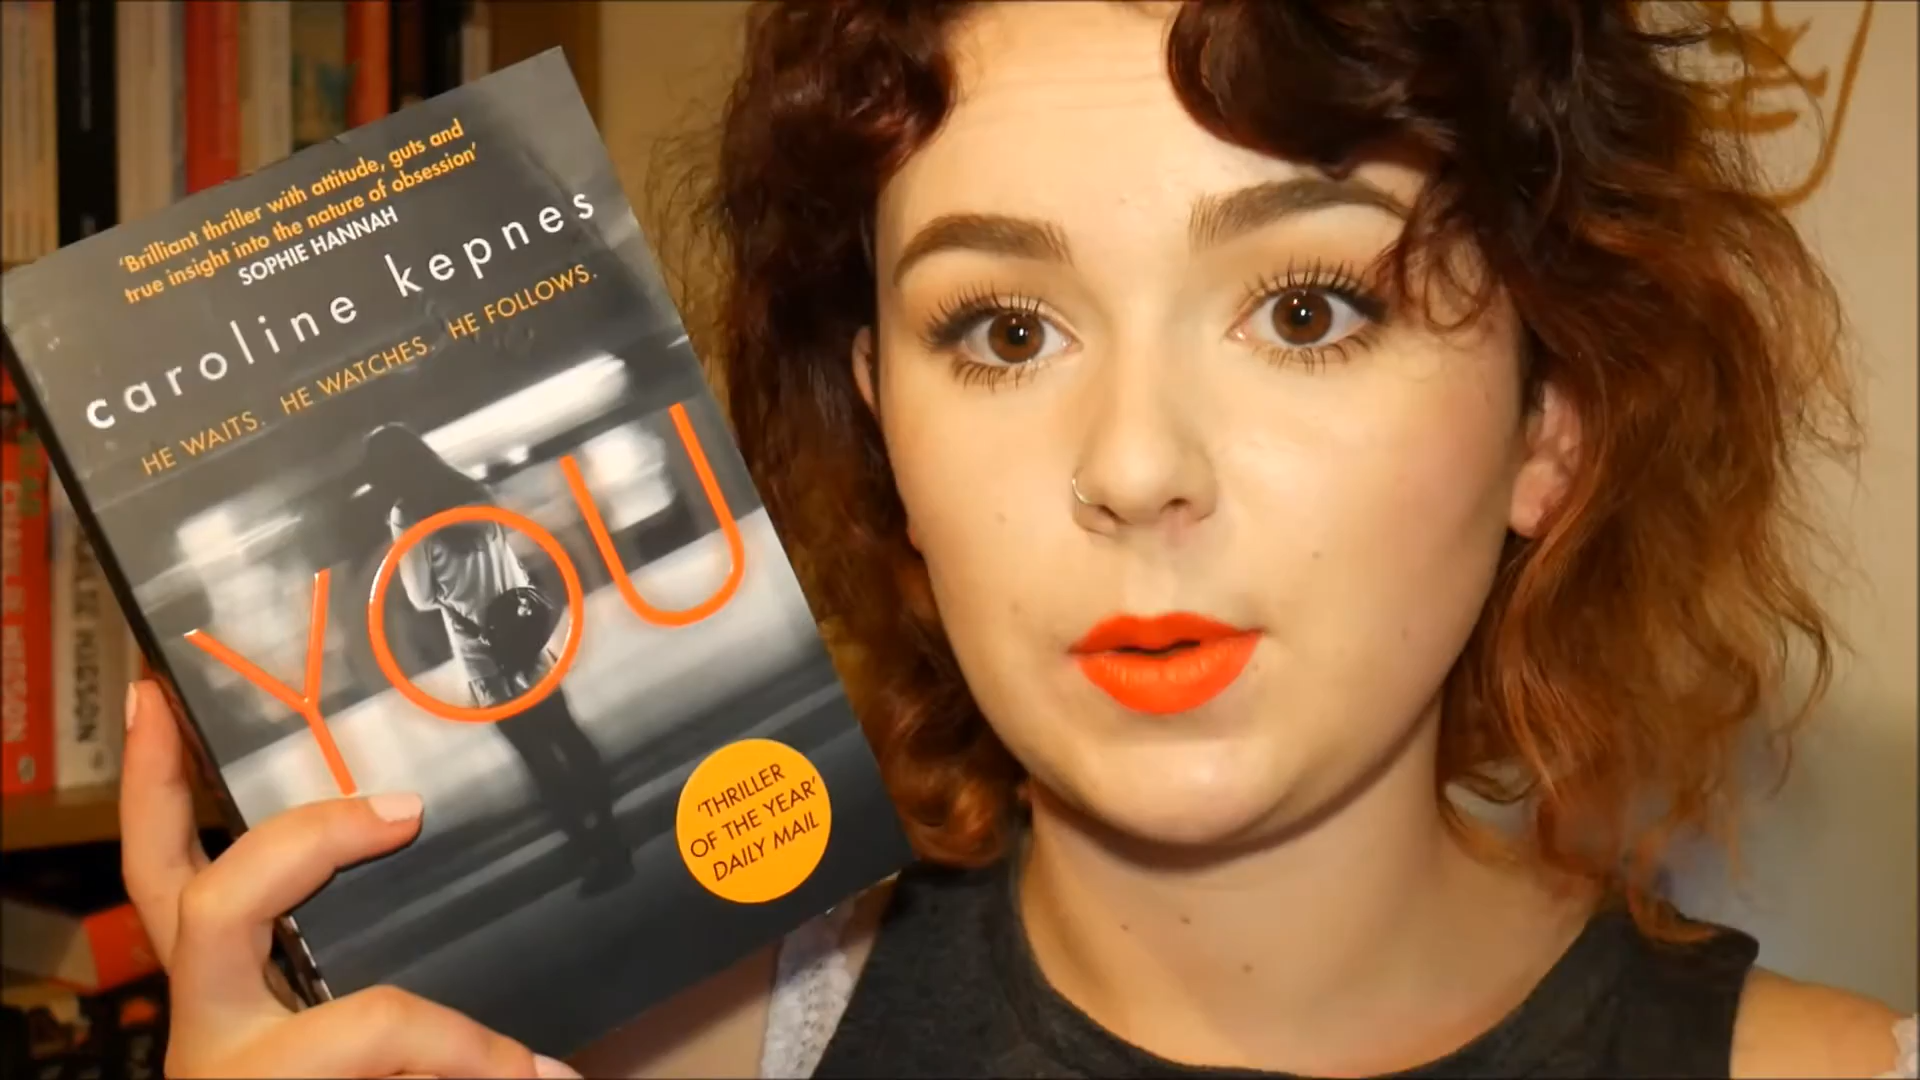 'Brilliant thriller with attitude, guts and
true insight into the nature of obsession'
SOPHIE HANNAH
caroline kepnes
HE WAITS. HE WATCHES. HE FOLLOWS.
YOU
'THRILLER
OF THE YEAR'
DAILY MAIL